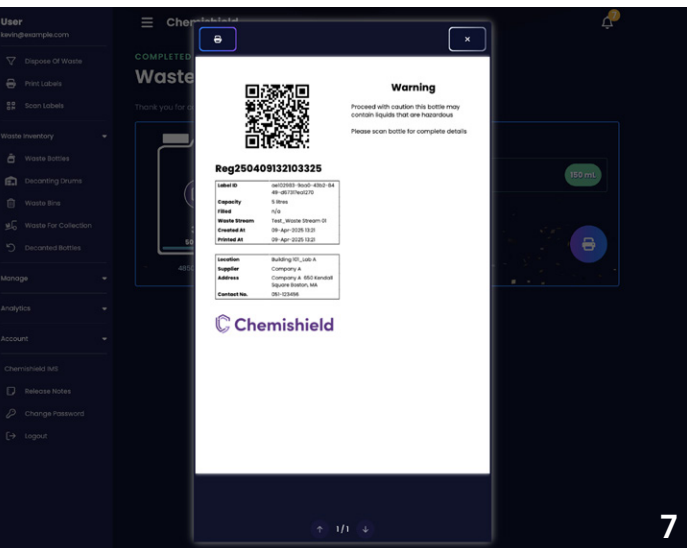 User
kevin@example.com
Dispose Of Waste
Print Labels
Scan Labels
Waste Inventory
Waste Bottles
Decanting Drums
Waste Bins
Waste For Collection
Decanted Bottles
Manage
Analytics
Account
Chemishield IMS
Release Notes
Change Password
Logout
COMPLETED
Waste
Thank you for
150 mL
Warning
Proceed with caution this bottle may
contain liquids that are hazardous
Please scan bottle for complete
details
Reg250409132103325
Label ID
Capacity 5 litres
Filled n/a
Waste Stream Test_Waste Stream 01
Created At 09-Apr-2025 13:21
Printed At 09-Apr-2025 13:21
Location Building 101_Lab A
Supplier Company A
Address Company A 650 Kendall
Square Boston, MA
Contact No. 051-123456
Chemishield
1/1
7